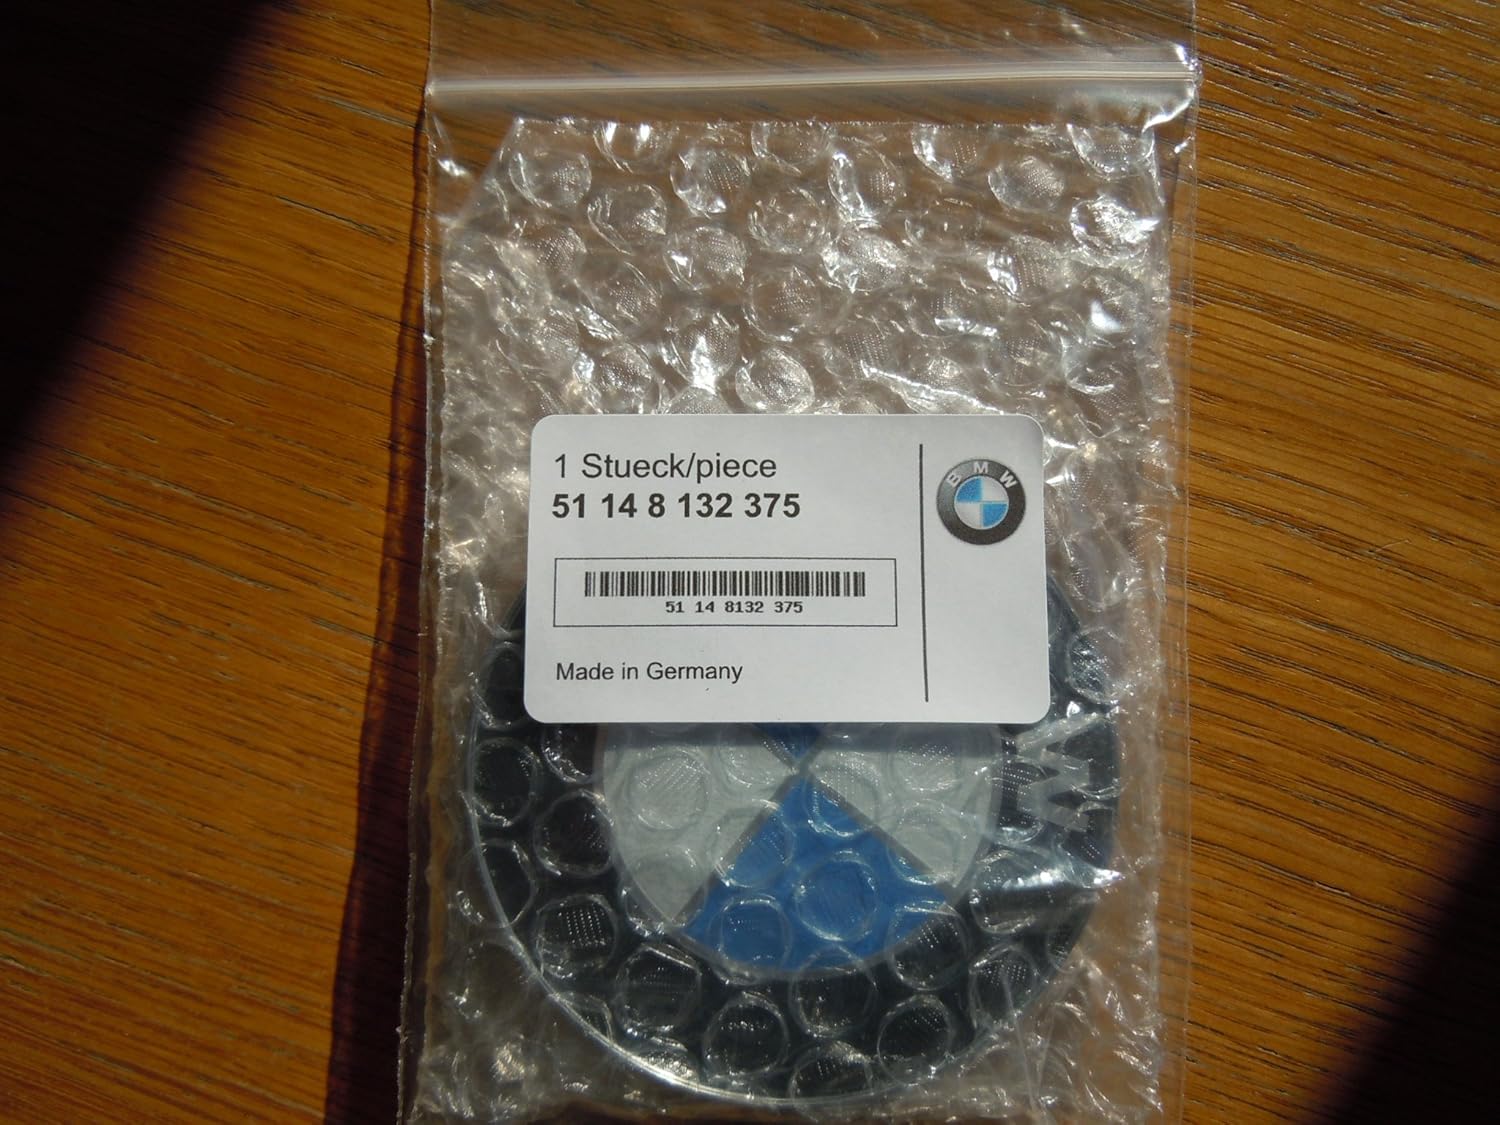 1 Stueck/piece
51 14 8 132 375
BMW
51 14 8132 375
Made in Germany
W